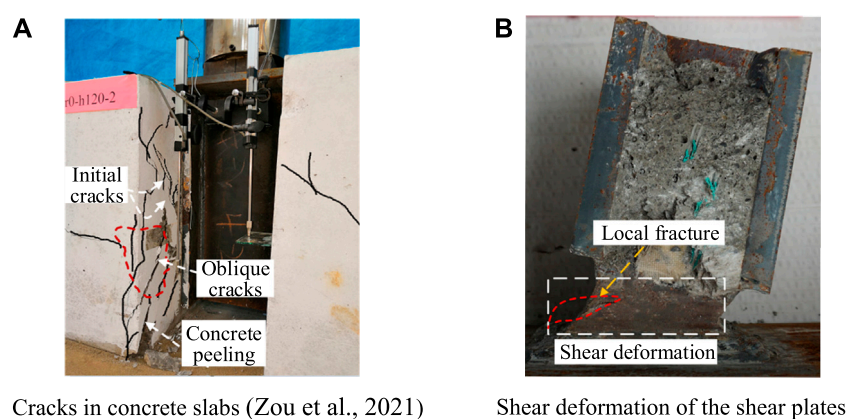 A
B
r0-h120-2
Initial
cracks
Oblique
cracks
Concrete
peeling
Local fracture
Shear deformation
Cracks in concrete slabs (Zou et al., 2021)
Shear deformation of the shear plates